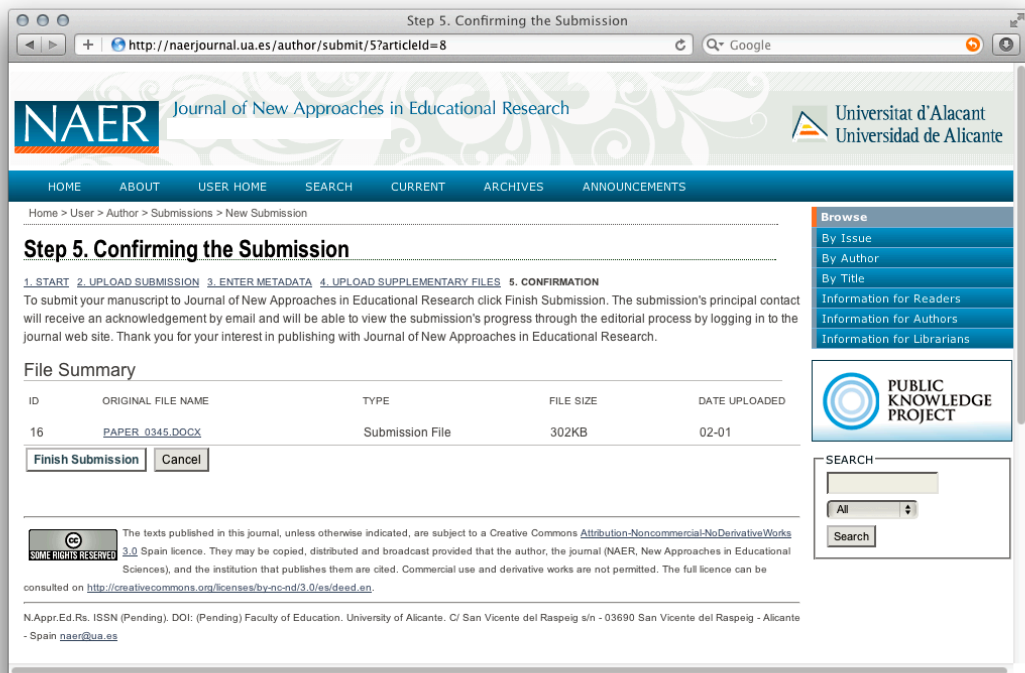 Step 5. Confirming the Submission
http://naerjournal.ua.es/author/submit/5?articleId=8
Google
NAER
Journal of New Approaches in Educational Research
Universitat d'Alacant
Universidad de Alicante
HOME ABOUT USER HOME SEARCH CURRENT ARCHIVES ANNOUNCEMENTS
Home > User > Author > Submissions > New Submission
Step 5. Confirming the Submission
1. START 2. UPLOAD SUBMISSION 3. ENTER METADATA 4. UPLOAD SUPPLEMENTARY FILES 5. CONFIRMATION
To submit your manuscript to Journal of New Approaches in Educational Research click Finish Submission. The submission's principal contact
will receive an acknowledgement by email and will be able to view the submission's progress through the editorial process by logging in to the
journal web site. Thank you for your interest in publishing with Journal of New Approaches in Educational Research.
File Summary
ID ORIGINAL FILE NAME TYPE FILE SIZE DATE UPLOADED
16 PAPER_0345.DOCX Submission File 302KB 02-01
Finish Submission Cancel
Browse
By Issue
By Author
By Title
Information for Readers
Information for Authors
Information for Librarians
PUBLIC
KNOWLEDGE
PROJECT
SEARCH
All
Search
cc
SOME RIGHTS RESERVED
The texts published in this journal, unless otherwise indicated, are subject to a Creative Commons Attribution-Noncommercial-NoDerivativeWorks
3.0 Spain licence. They may be copied, distributed and broadcast provided that the author, the journal (NAER, New Approaches in Educational
Sciences), and the institution that publishes them are cited. Commercial use and derivative works are not permitted. The full licence can be
consulted on http://creativecommons.org/licenses/by-nc-nd/3.0/es/deed.en.
N.Appr.Ed.Rs. ISSN (Pending). DOI: (Pending) Faculty of Education. University of Alicante. C/ San Vicente del Raspeig s/n - 03690 San Vicente del Raspeig - Alicante
- Spain naer@ua.es